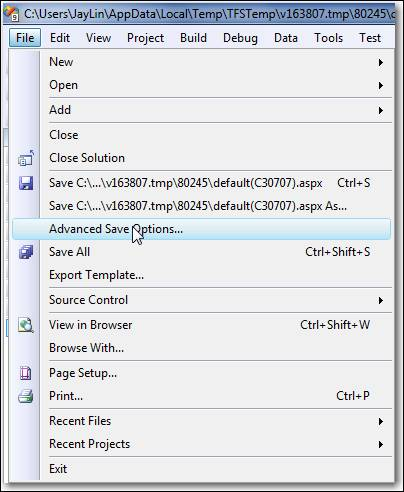 C:\Users\JayLin\AppData\Local\Temp\TFSTemp\v163807.tmp\80245\
File Edit View Project Build Debug Data Tools Test
New
Open
Add
Close
Close Solution
Save C:\...\v163807.tmp\80245\default(C30707).aspx Ctrl+S
Save C:\...\v163807.tmp\80245\default(C30707).aspx As...
Advanced Save Options...
Save All Ctrl+Shift+S
Export Template...
Source Control
View in Browser Ctrl+Shift+W
Browse With...
Page Setup...
Print... Ctrl+P
Recent Files
Recent Projects
Exit